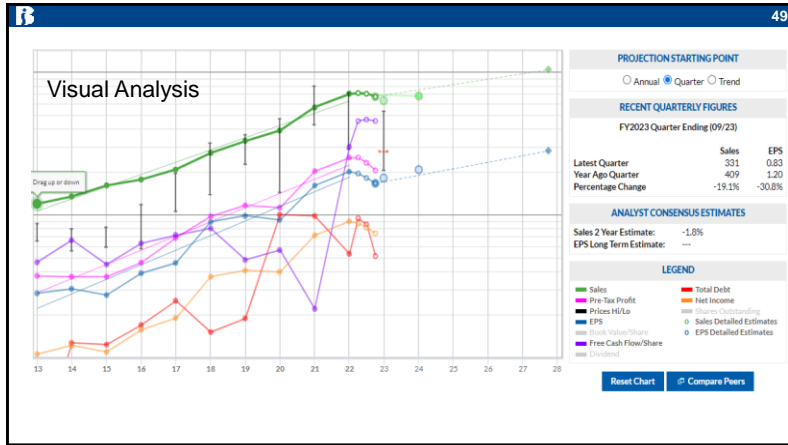 49
Visual Analysis
Drag up or down
13 14 15 16 17 18 19 20 21 22 23 24 25 26 27 28
PROJECTION STARTING POINT
Annual Quarter Trend
RECENT QUARTERLY FIGURES
FY2023 Quarter Ending (09/23)
Sales EPS
Latest Quarter 331 0.83
Year Ago Quarter 409 1.20
Percentage Change -19.1% -30.8%
ANALYST CONSENSUS ESTIMATES
Sales 2 Year Estimate: -1.8%
EPS Long Term Estimate: ---
LEGEND
Sales Total Debt
Pre-Tax Profit Net Income
Prices Hi/Lo Shares Outstanding
EPS Sales Detailed Estimates
Book Value/Share EPS Detailed Estimates
Free Cash Flow/Share
Dividend
Reset Chart Compare Peers